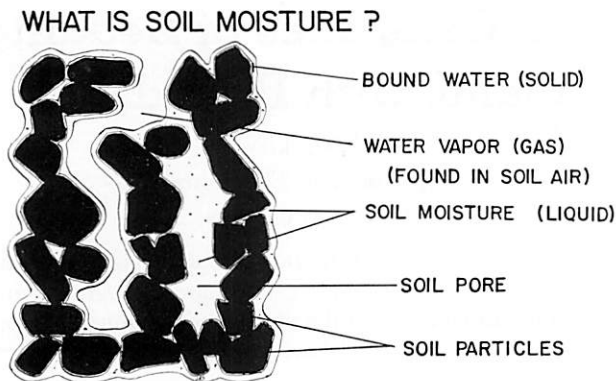 WHAT IS SOIL MOISTURE ?
BOUND WATER (SOLID)
WATER VAPOR (GAS)
(FOUND IN SOIL AIR)
SOIL MOISTURE (LIQUID)
SOIL PORE
SOIL PARTICLES